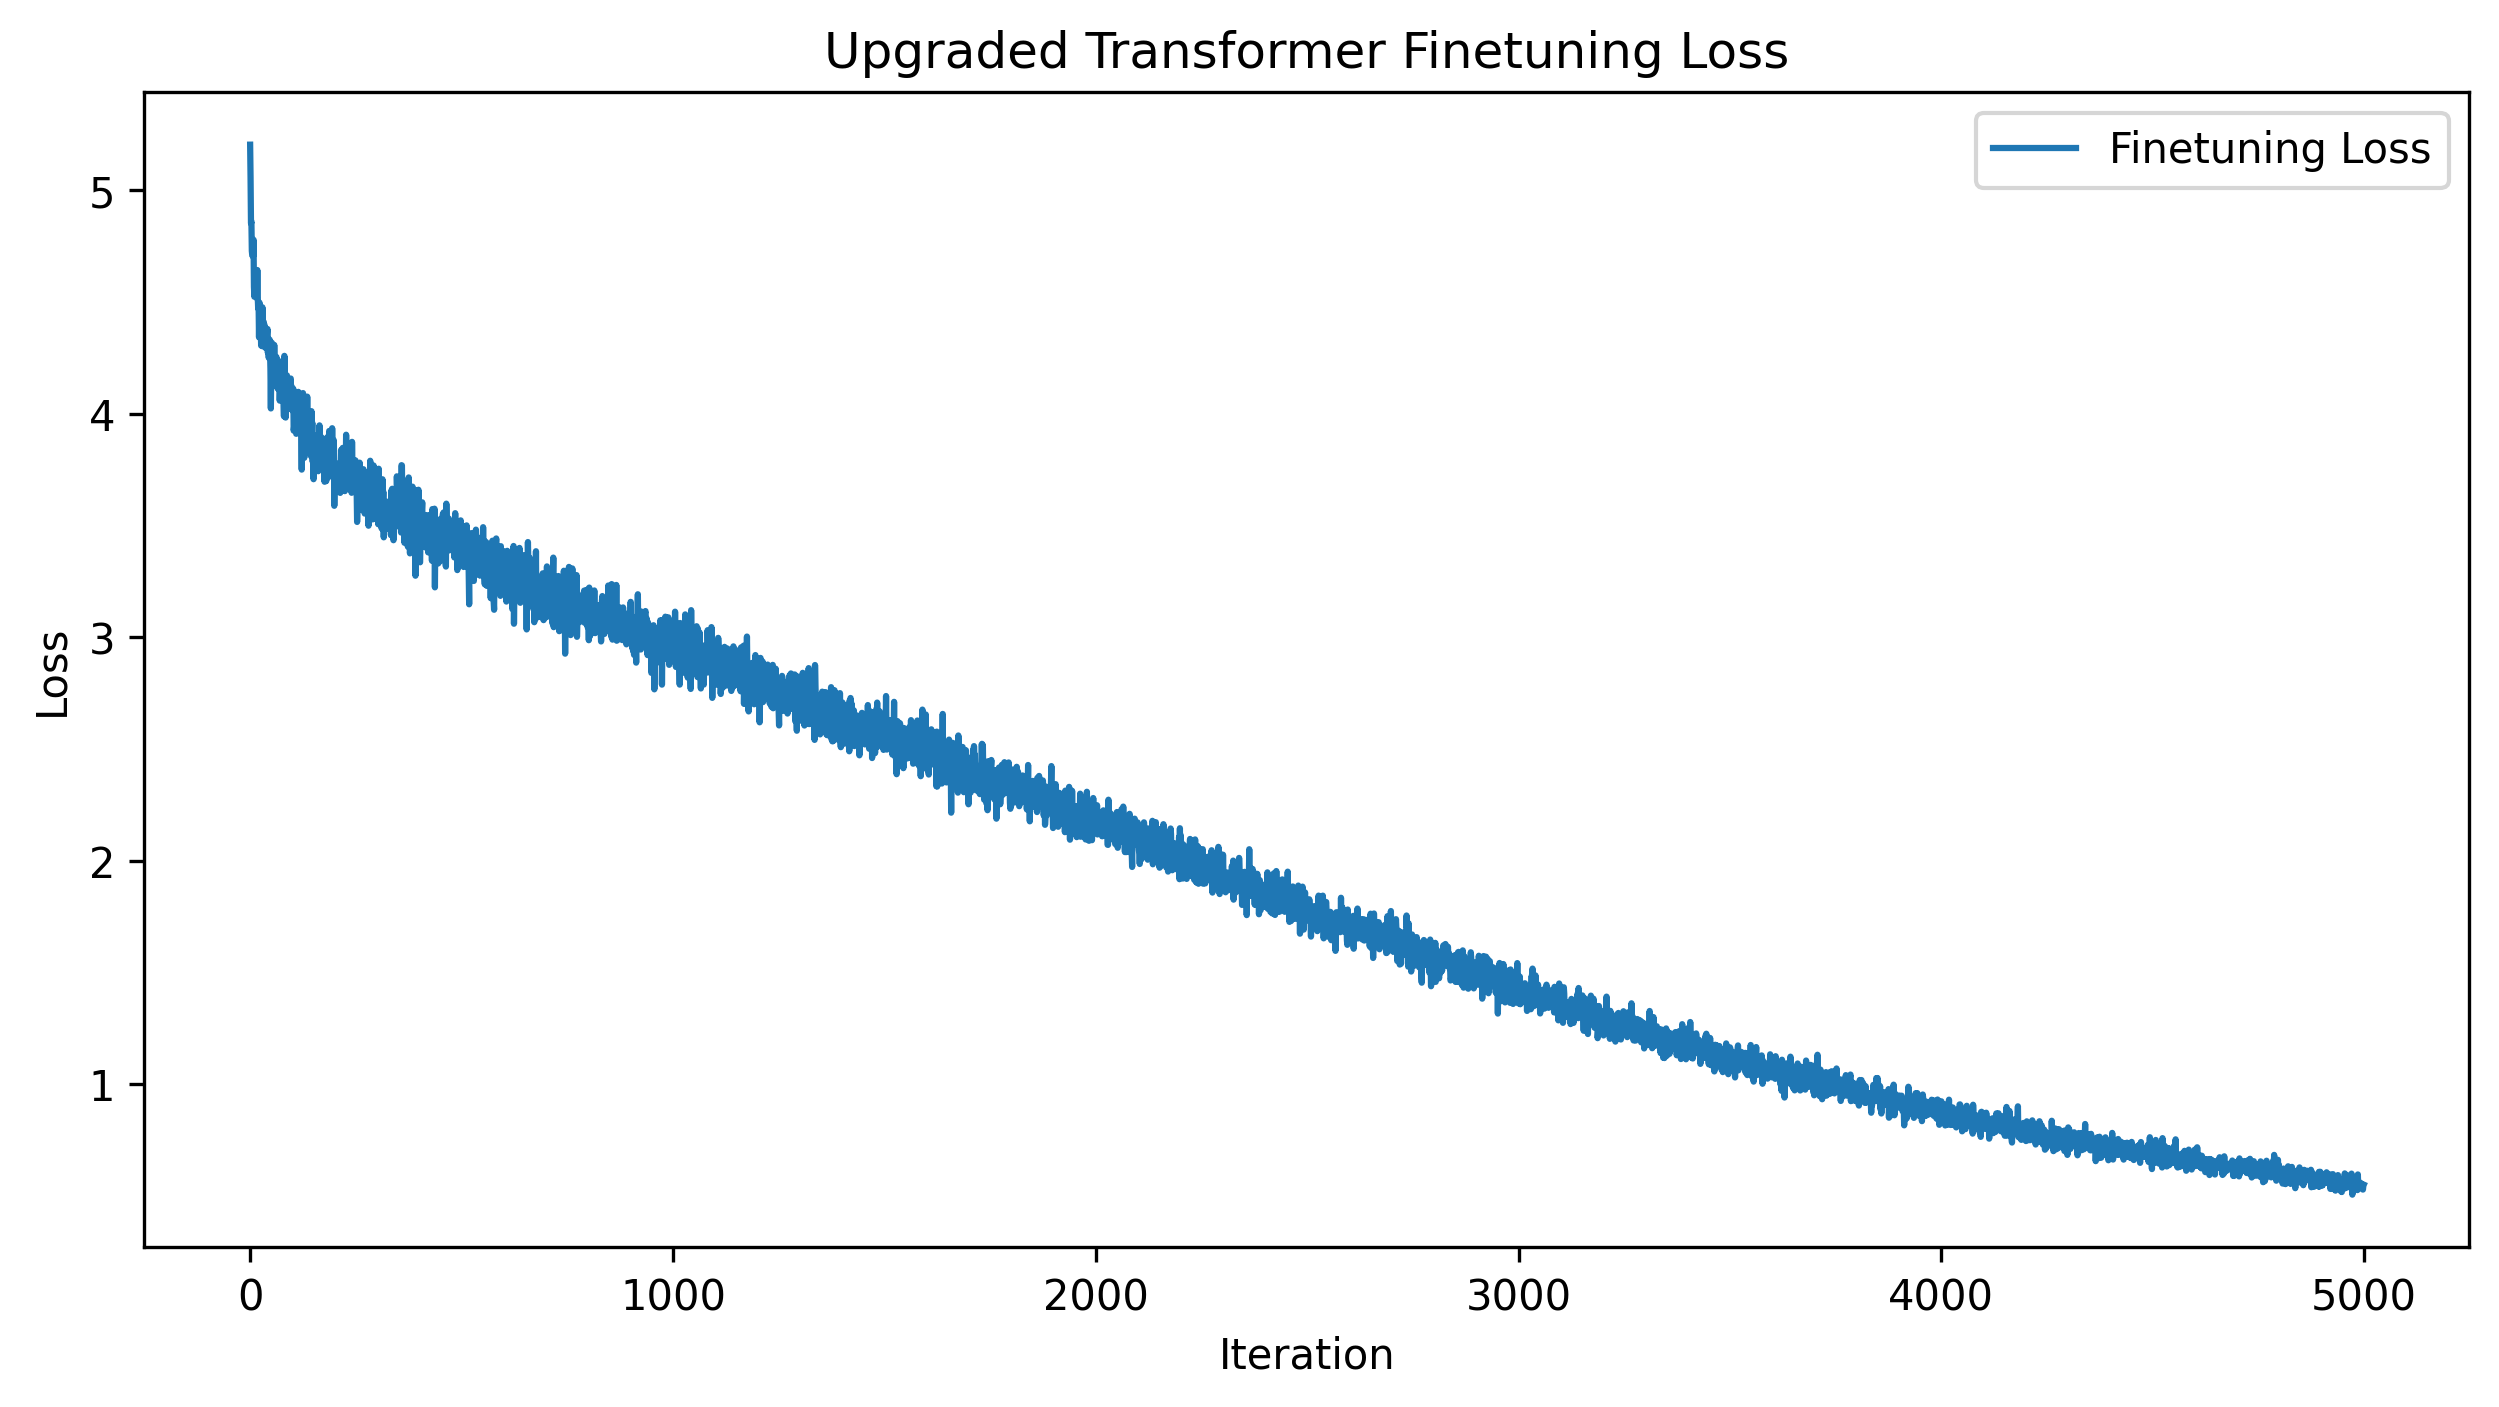 Upgraded Transformer Finetuning Loss
Finetuning Loss
5
4
3
2
1
Loss
0 1000 2000 3000 4000 5000
Iteration